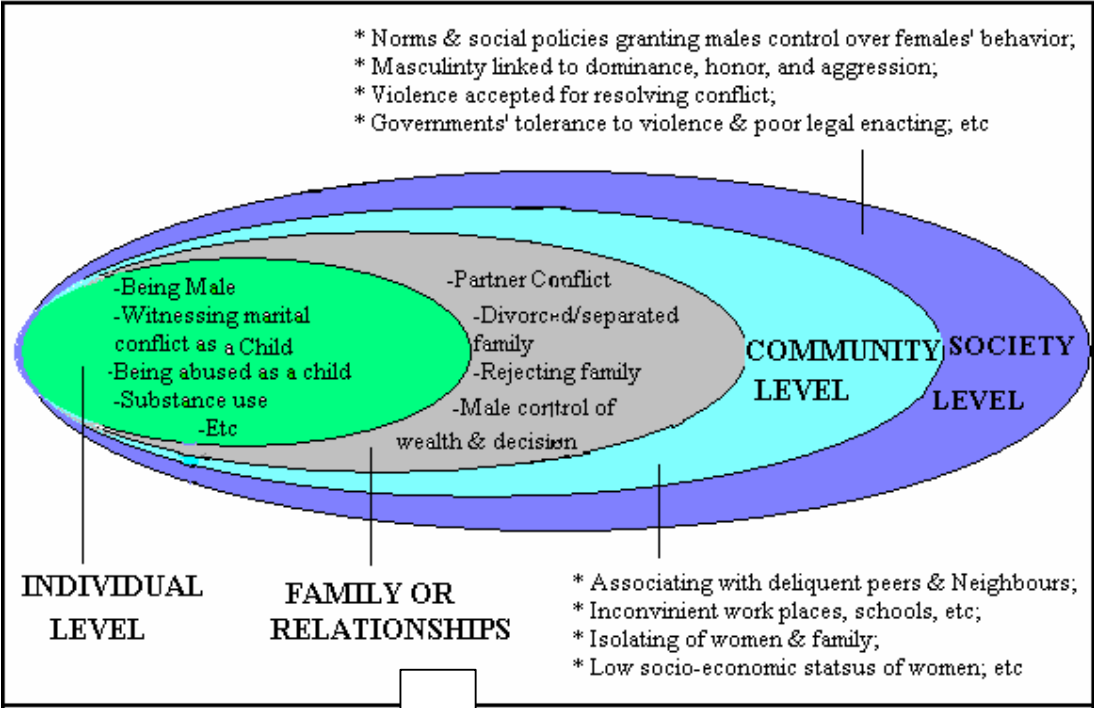 * Norms & social policies granting males control over females' behavior;
* Masculinty linked to dominance, honor, and aggression;
* Violence accepted for resolving conflict;
* Governments' tolerance to violence & poor legal enacting; etc
-Being Male
-Witnessing marital
conflict as a Child
-Being abused as a child
-Substance use
-Etc
-Partner Conflict
-Divorced/separated
family
-Rejecting family
-Male control of
wealth & decision
COMMUNITY
LEVEL
SOCIETY
LEVEL
INDIVIDUAL
LEVEL
FAMILY OR
RELATIONSHIPS
* Associating with deliquent peers & Neighbours;
* Inconvinient work places, schools, etc;
* Isolating of women & family;
* Low socio-economic statsus of women; etc